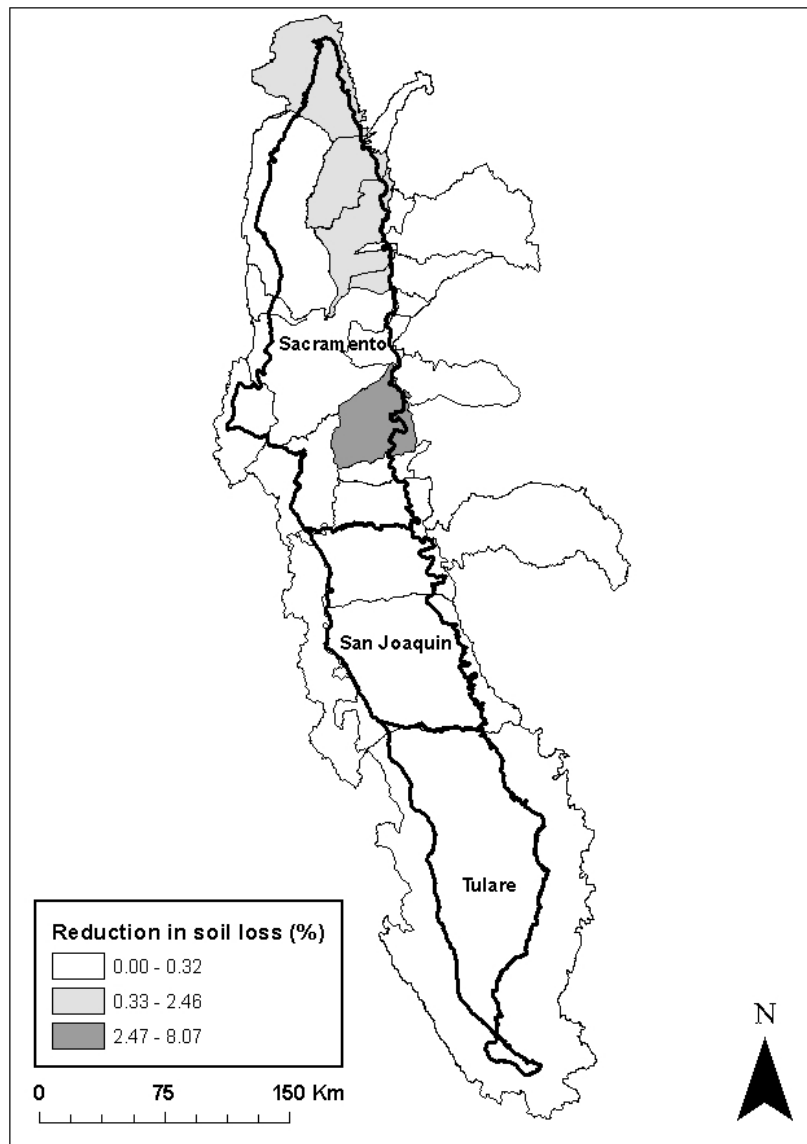 Sacramento
San Joaquin
Tulare
Reduction in soil loss (%)
0.00 - 0.32
0.33 - 2.46
2.47 - 8.07
0 75 150 Km
N